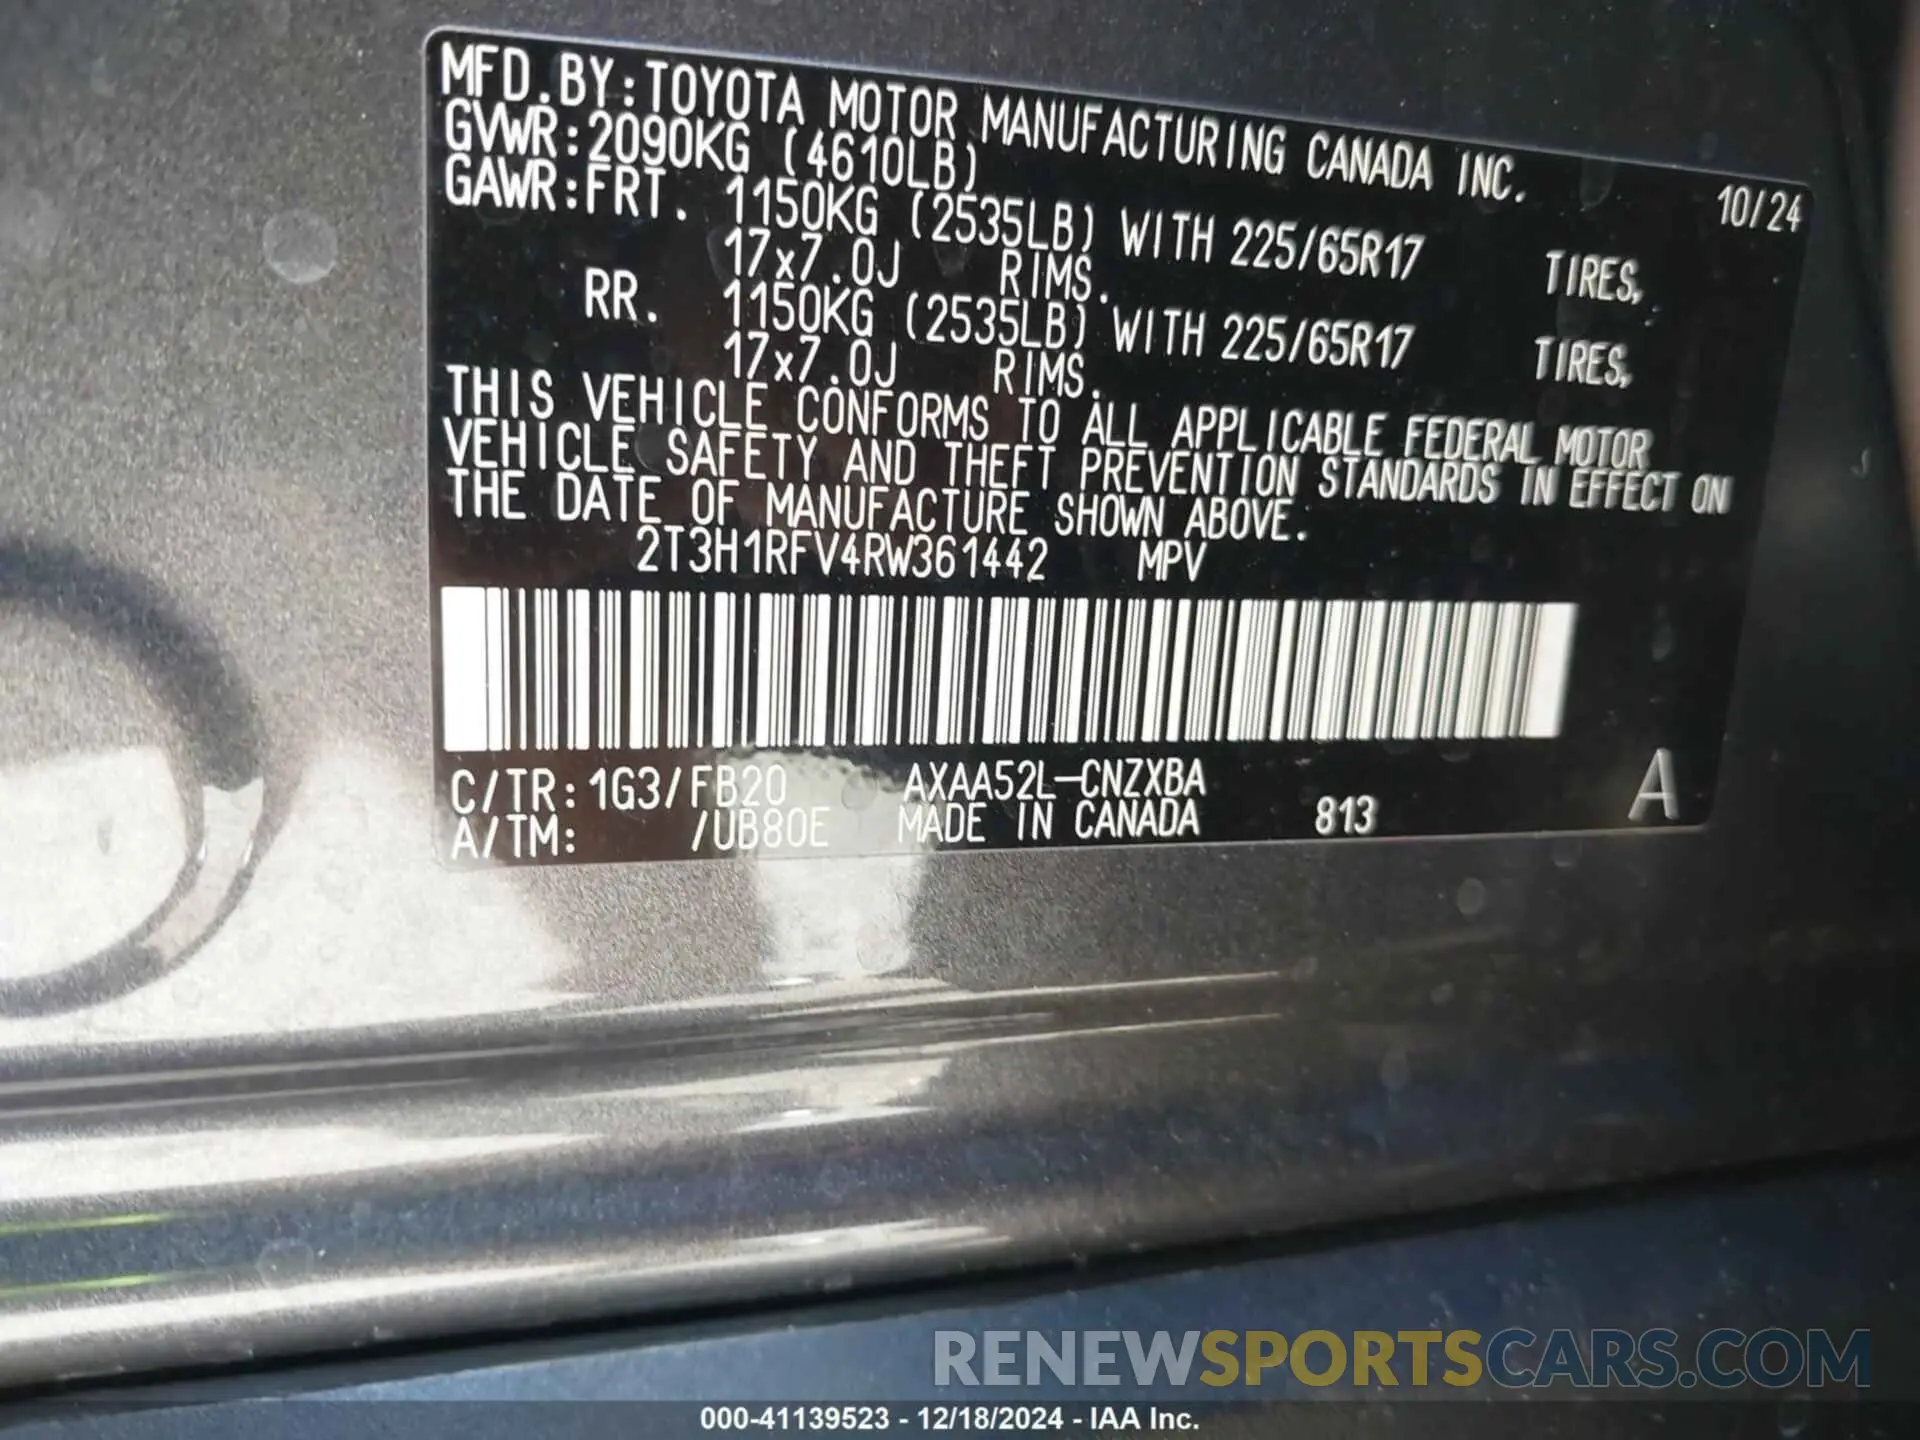 MFD.BY:TOYOTA MOTOR MANUFACTURING CANADA INC.
GVWR:2090KG (4610LB) 10/24
GAWR:FRT. 1150KG (2535LB) WITH 225/65R17 TIRES,
17x7.0J RIMS.
RR. 1150KG (2535LB) WITH 225/65R17 TIRES,
17x7.0J RIMS.
THIS VEHICLE CONFORMS TO ALL APPLICABLE FEDERAL MOTOR
VEHICLE SAFETY AND THEFT PREVENTION STANDARDS IN EFFECT ON
THE DATE OF MANUFACTURE SHOWN ABOVE.
2T3H1RFV4RW361442 MPV
C/TR:1G3/FB20 AXAA52L-CNZXBA A
A/TM: /UB80E MADE IN CANADA 813
RENEWSPORTSCARS.COM
000-41139523 - 12/18/2024 - IAA Inc.